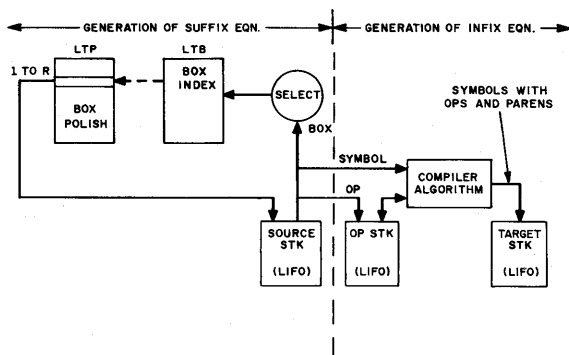 GENERATION OF SUFFIX EQN.
GENERATION OF INFIX EQN.
LTP
LTB
1 TO R
BOX
POLISH
BOX
INDEX
SELECT
BOX
SYMBOLS WITH
OPS AND PARENS
SYMBOL
OP
COMPILER
ALGORITHM
SOURCE
STK
(LIFO)
OP STK
(LIFO)
TARGET
STK
(LIFO)